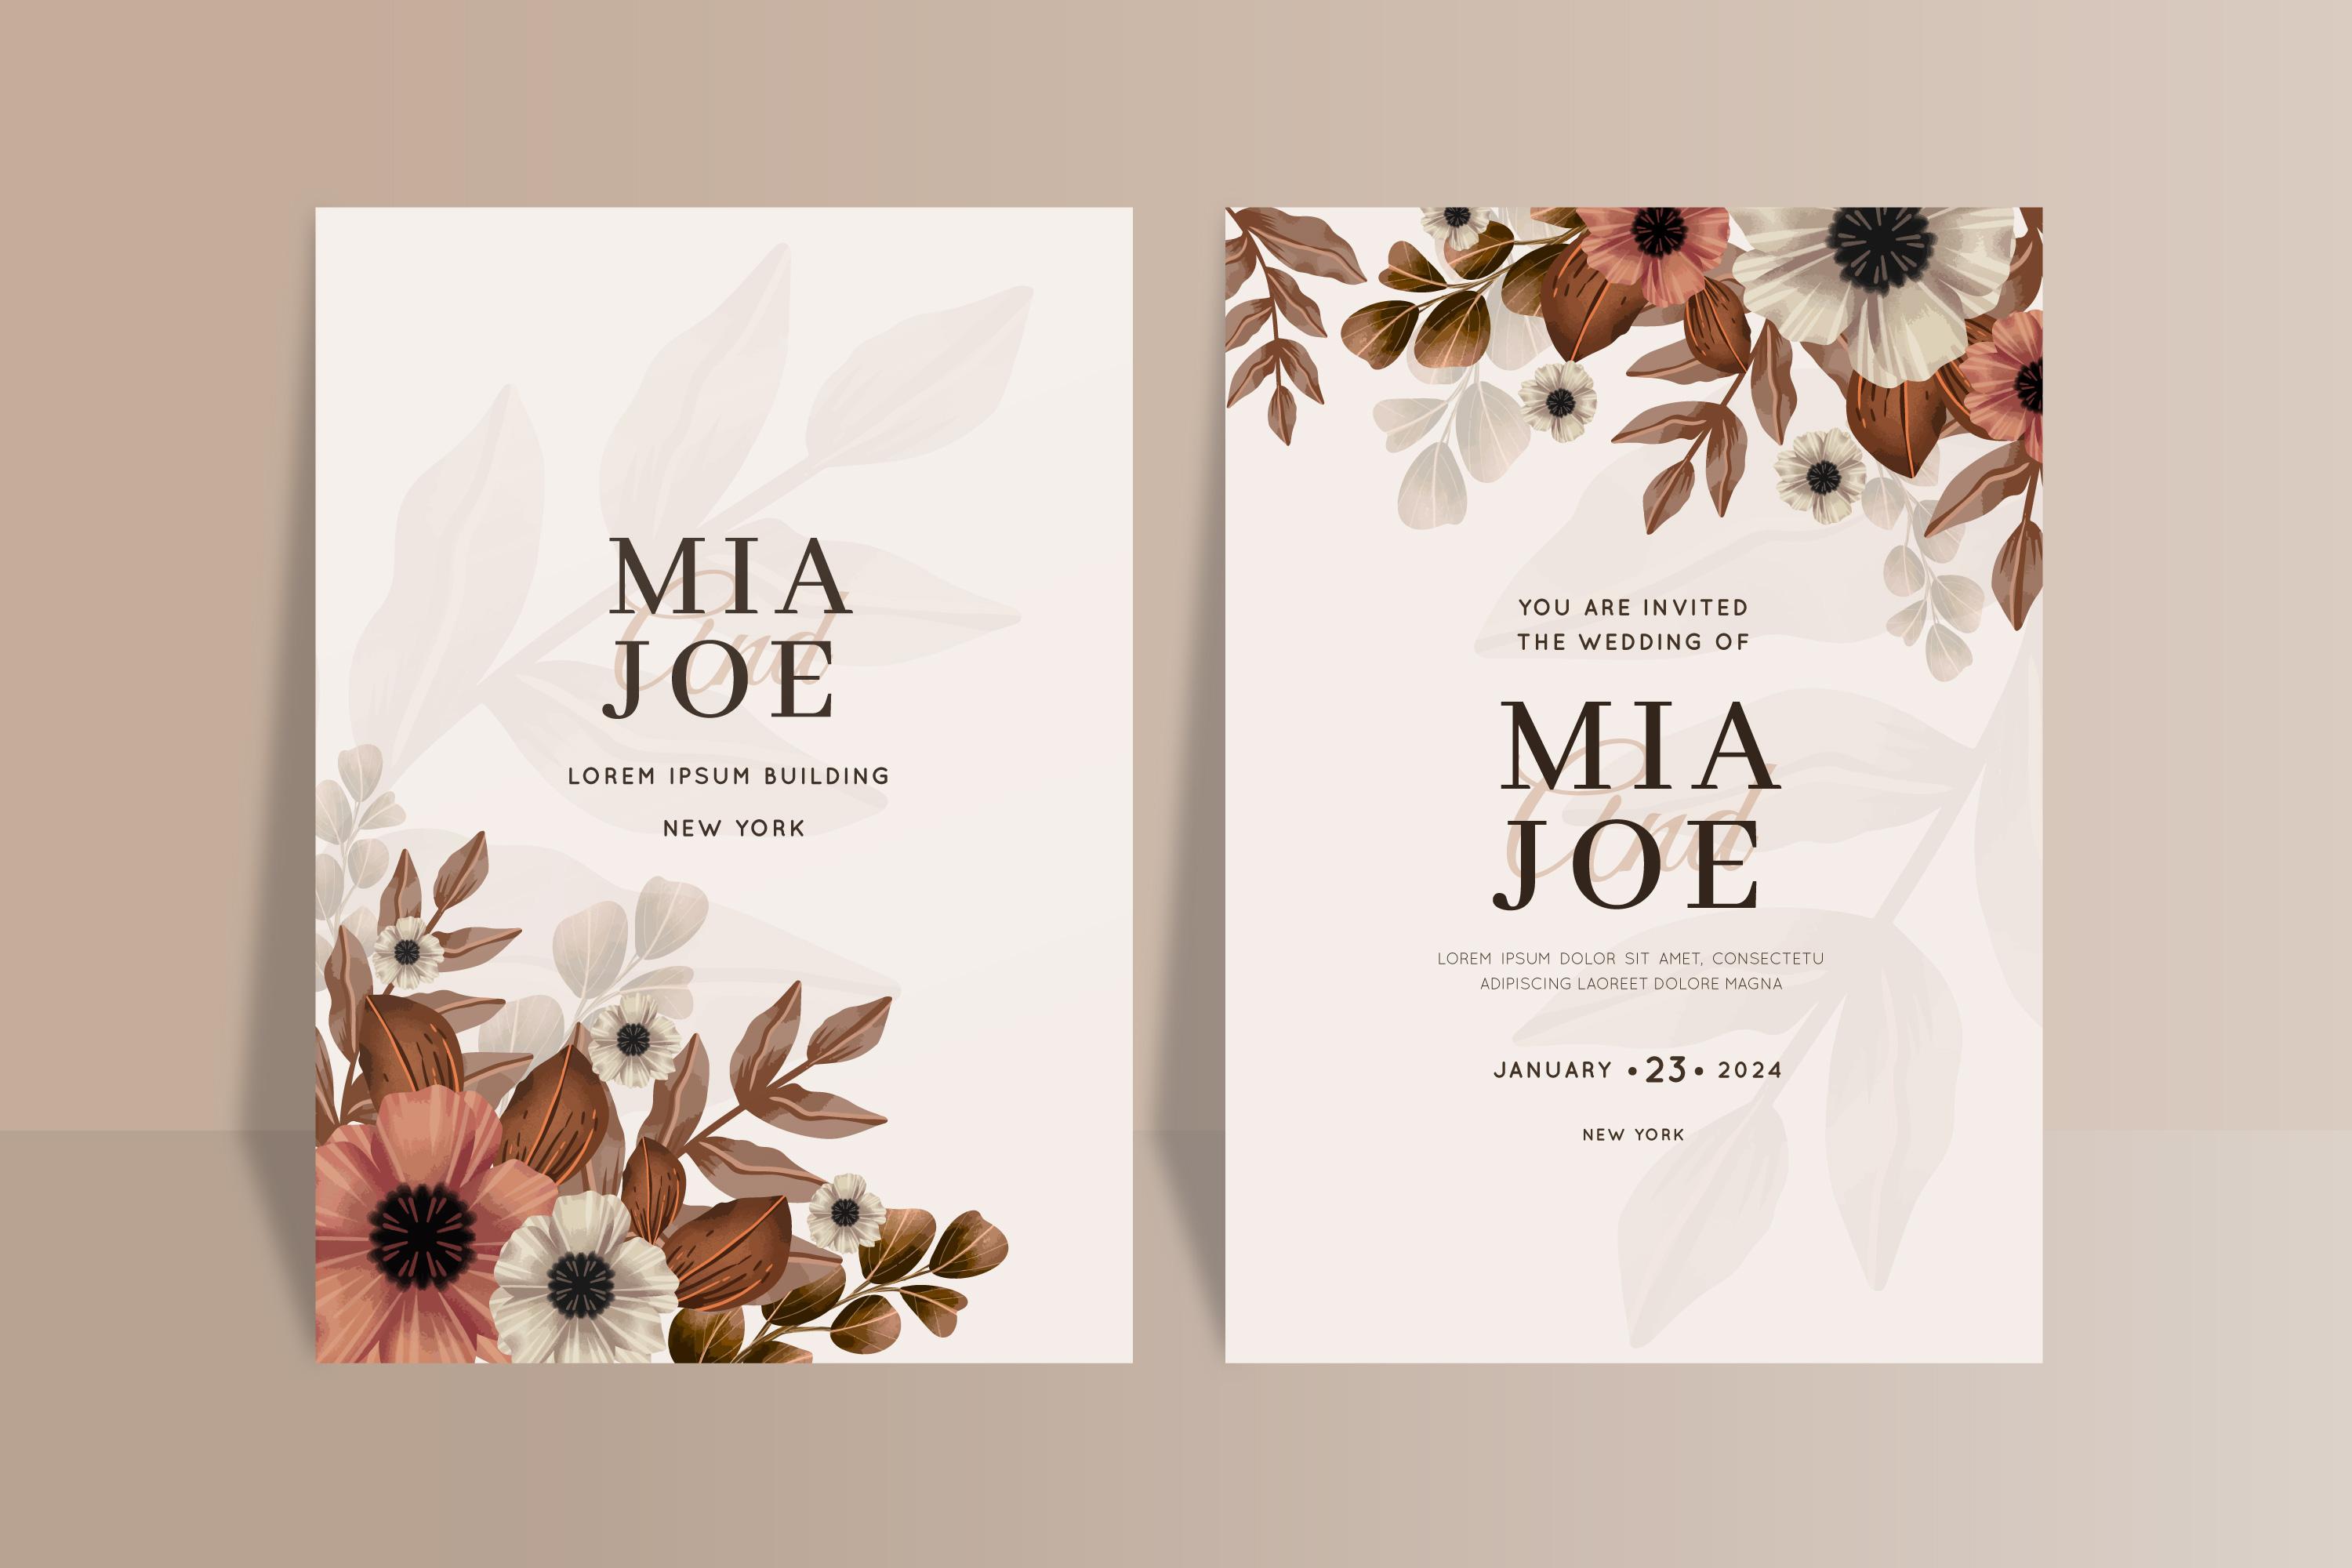 MIA
And
JOE
LOREM IPSUM BUILDING
NEW YORK
YOU ARE INVITED
THE WEDDING OF
MIA
And
JOE
LOREM IPSUM DOLOR SIT AMET, CONSECTETU
ADIPISCING LAOREET DOLORE MAGNA
JANUARY •23• 2024
NEW YORK